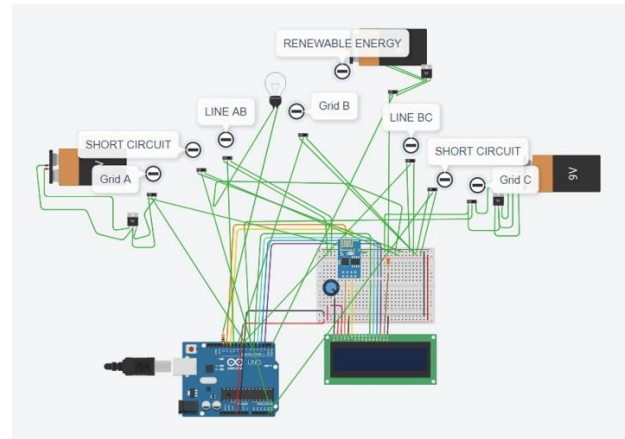 RENEWABLE ENERGY
Grid B
LINE AB
LINE BC
SHORT CIRCUIT
SHORT CIRCUIT
Grid A
Grid C
9V
UNO